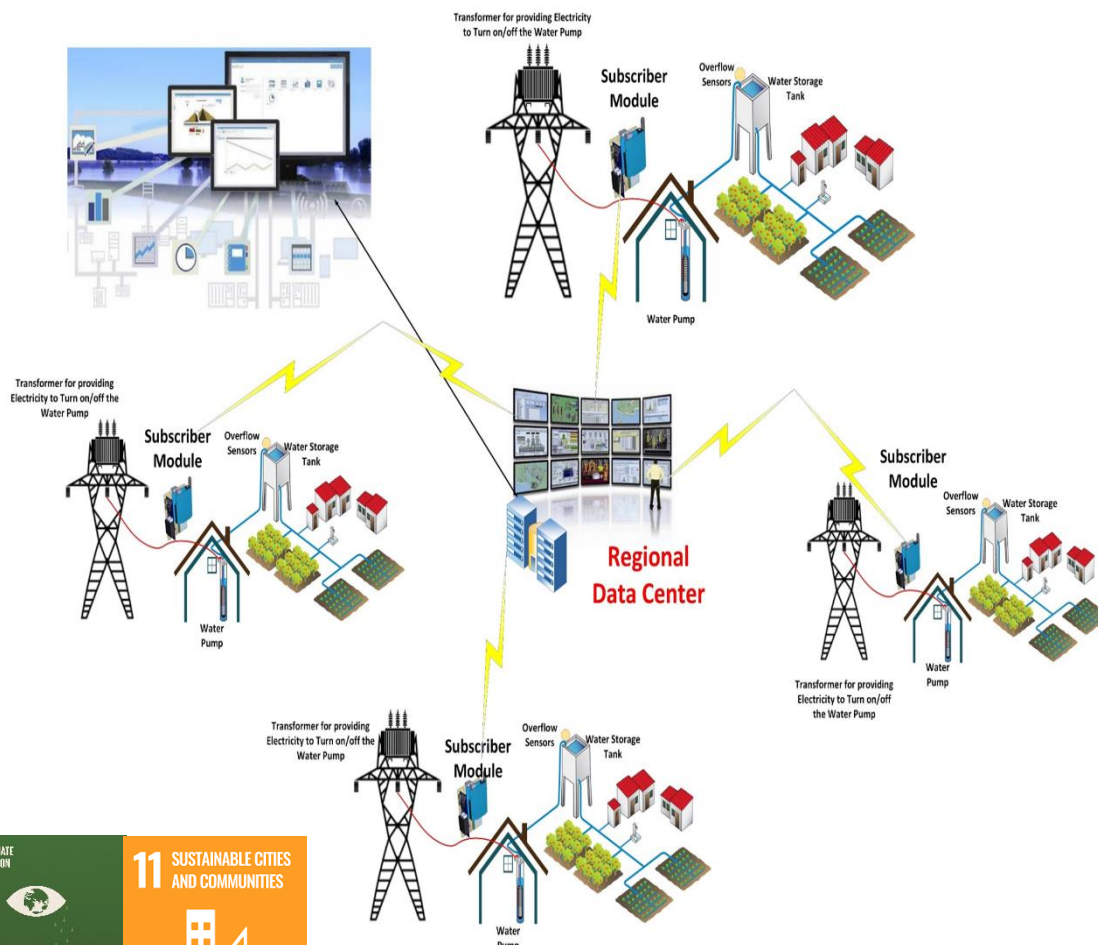 Transformer for providing Electricity
to Turn on/off the Water Pump
Subscriber
Module
Overflow
Sensors
Water Storage
Tank
Water Pump
Transformer for providing
Electricity to Turn on/off the
Water Pump
Subscriber
Module
Overflow
Sensors
Water Storage
Tank
Water
Pump
Regional
Data Center
Subscriber
Module
Overflow
Sensors
Water Storage
Tank
Water
Pump
Transformer for providing
Electricity to Turn on/off
the Water Pump
Transformer for providing
Electricity to Turn on/off the
Water Pump
Subscriber
Module
Overflow
Sensors
Water Storage
Tank
Water
Pump
11 SUSTAINABLE CITIES
AND COMMUNITIES